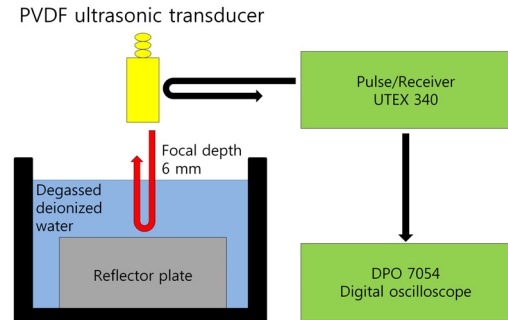 PVDF ultrasonic transducer
Pulse/Receiver
UTEX 340
Focal depth
6 mm
Degassed
deionized
water
Reflector plate
DPO 7054
Digital oscilloscope